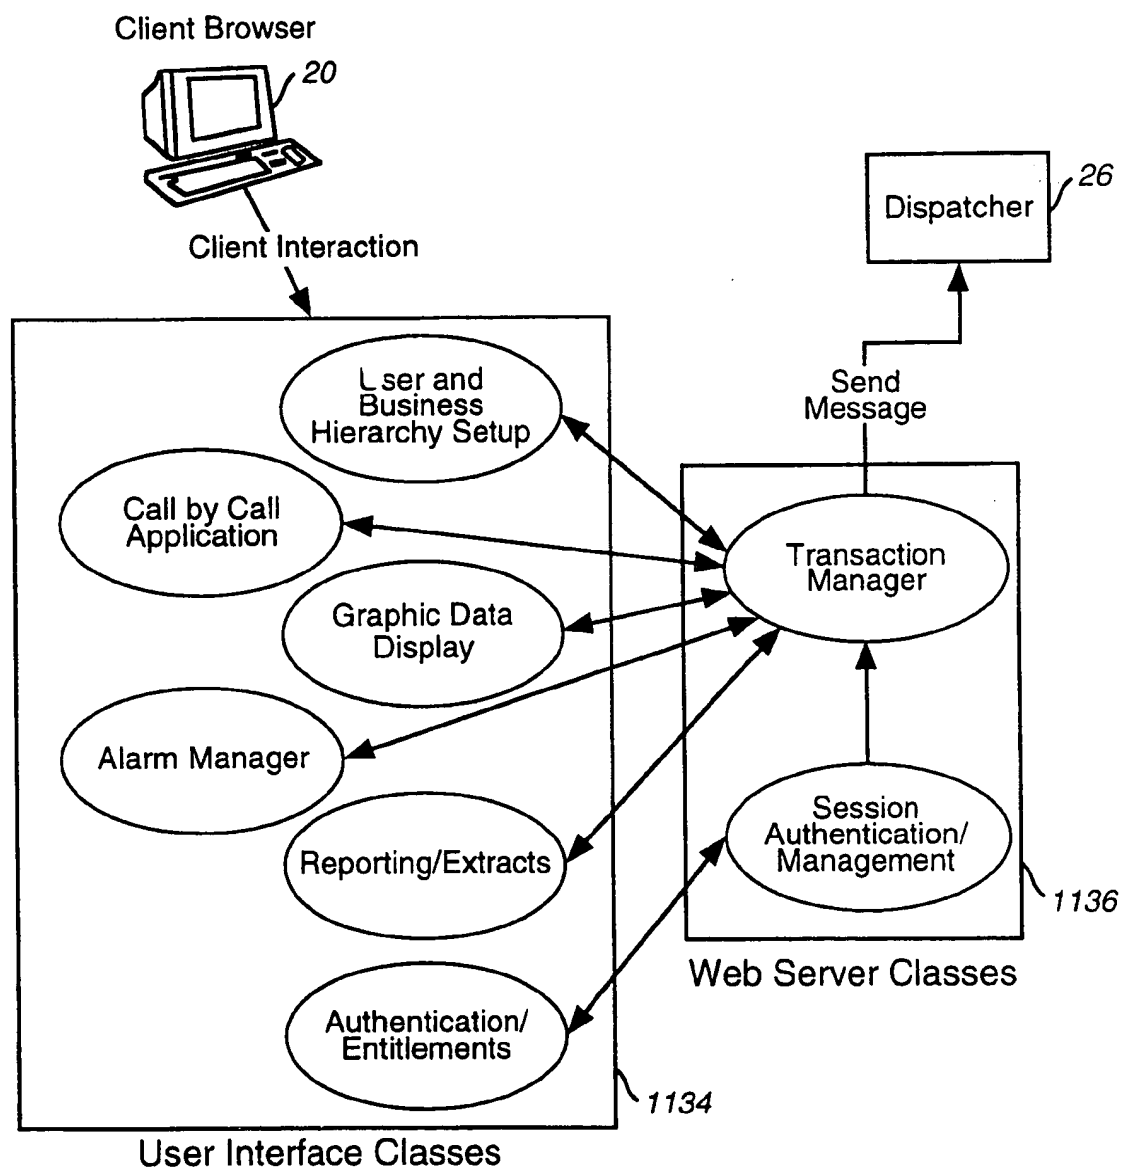 Client Browser
20
Client Interaction
Dispatcher
26
Send
Message
User and
Business
Hierarchy Setup
Call by Call
Application
Graphic Data
Display
Alarm Manager
Reporting/Extracts
Authentication/
Entitlements
1134
User Interface Classes
Transaction
Manager
Session
Authentication/
Management
1136
Web Server Classes